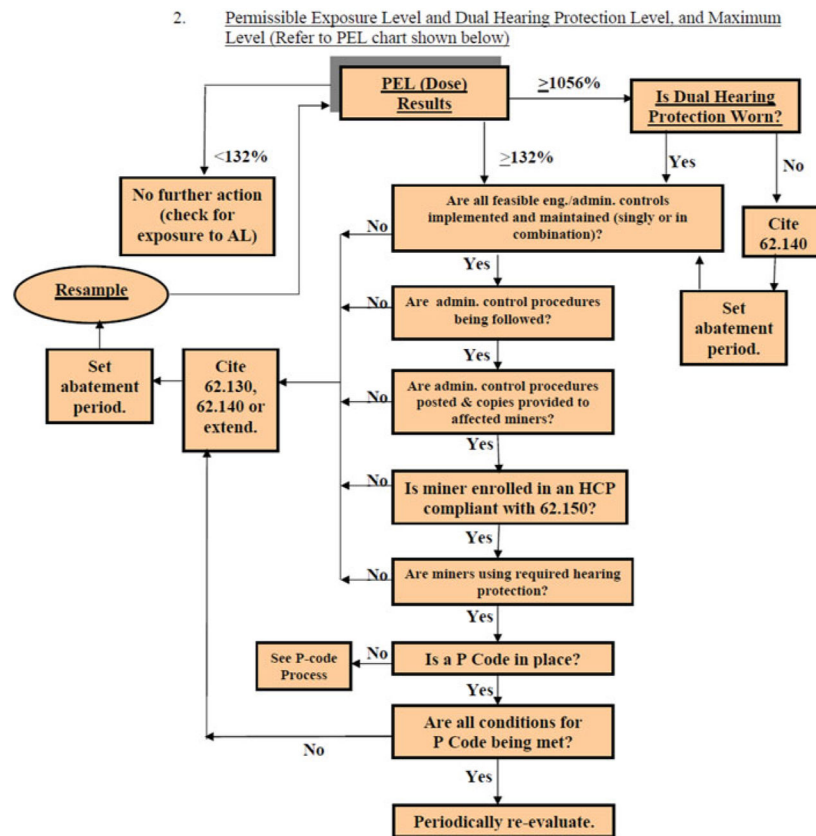 2. Permissible Exposure Level and Dual Hearing Protection Level, and Maximum
Level (Refer to PEL chart shown below)
PEL (Dose)
Results
≥1056%
Is Dual Hearing
Protection Worn?
<132%
≥132%
Yes
No
No further action
(check for
exposure to AL)
Are all feasible eng./admin. controls
implemented and maintained (singly or in
combination)?
No
Cite
62.140
Yes
Resample
Set
abatement
period.
Are admin. control procedures
being followed?
No
Yes
Set
abatement
period.
Cite
62.130,
62.140 or
extend.
Are admin. control procedures
posted & copies provided to
affected miners?
No
Yes
Is miner enrolled in an HCP
compliant with 62.150?
No
Yes
Are miners using required hearing
protection?
No
Yes
See P-code
Process
No
Is a P Code in place?
Yes
Are all conditions for
P Code being met?
No
Yes
Periodically re-evaluate.